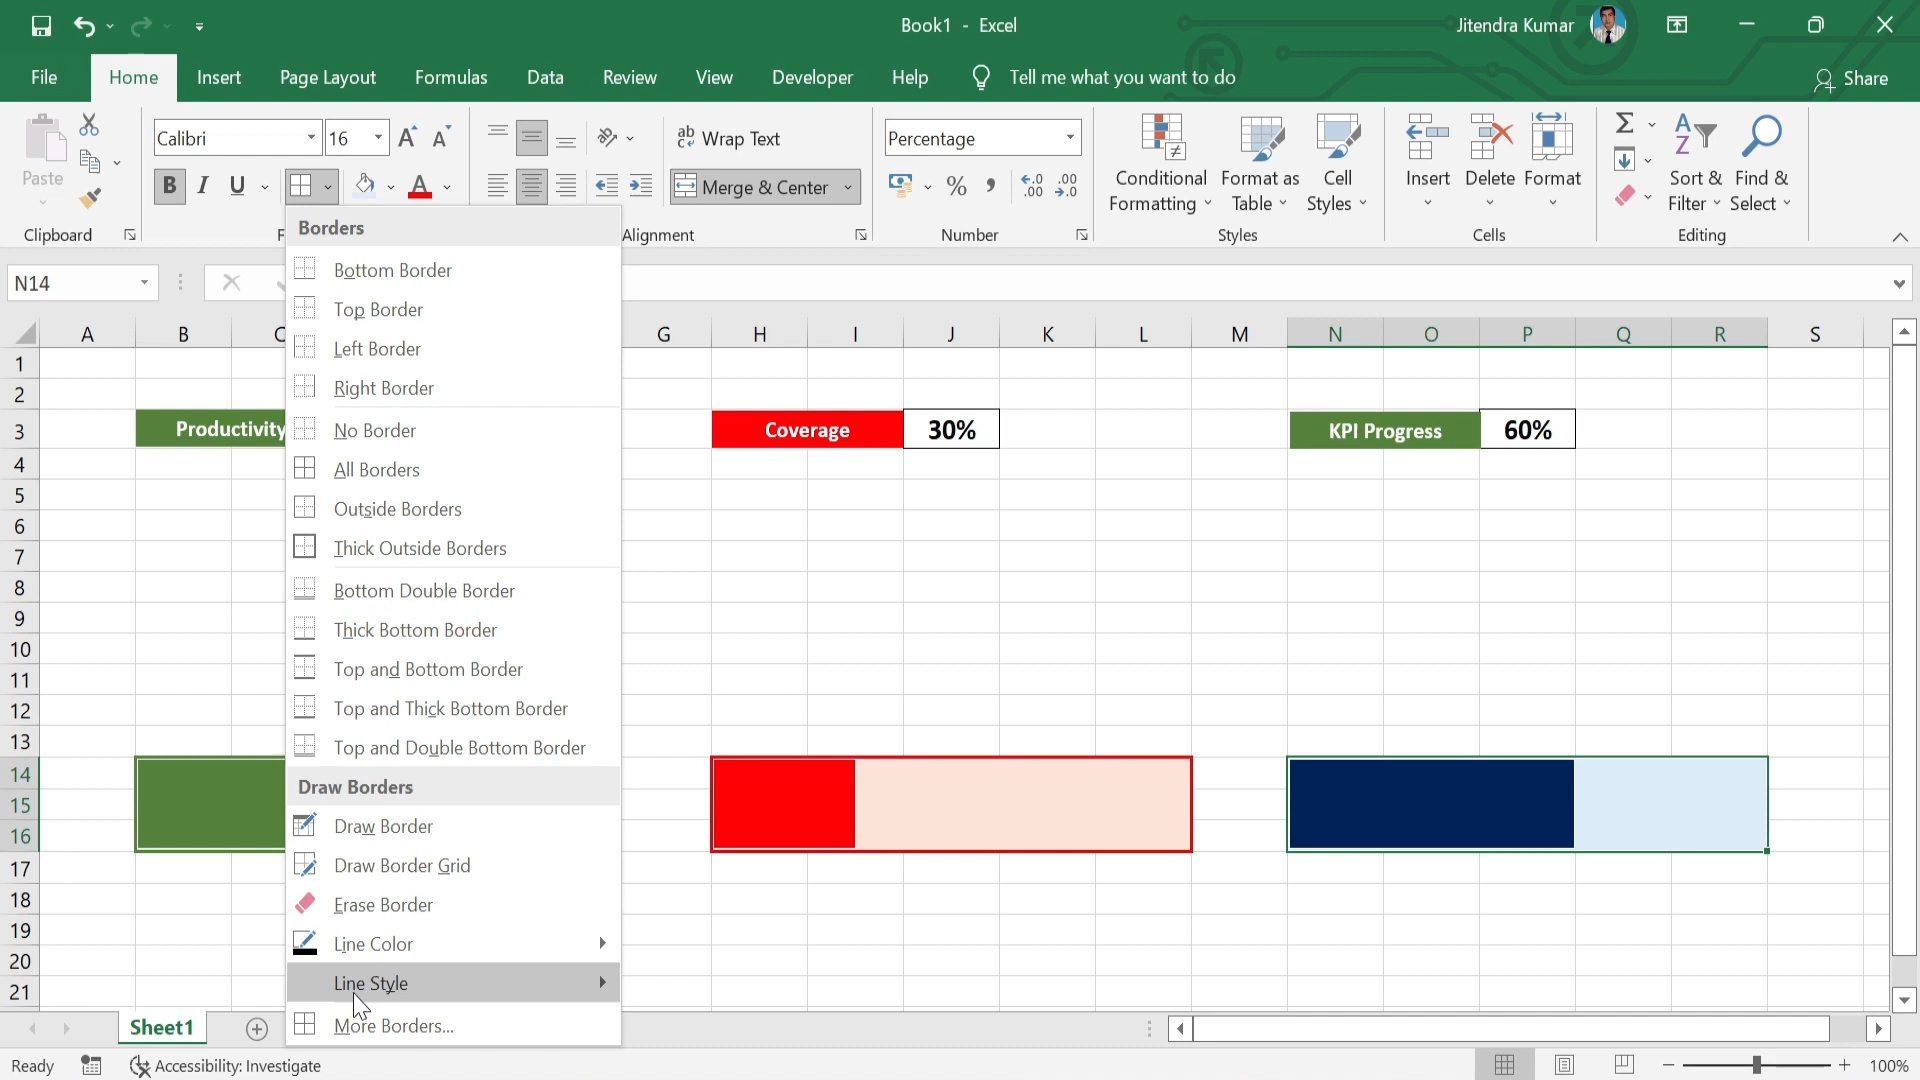 Book1 - Excel
Jitendra Kumar
File
Home
Insert
Page Layout
Formulas
Data
Review
View
Developer
Help
Tell me what you want to do
Share
Paste
Clipboard
Calibri
16
B
I
U
A
ab
Wrap Text
Merge & Center
Alignment
Percentage
%
Number
Conditional
Formatting
Format as
Table
Cell
Styles
Styles
Insert
Delete
Format
Cells
Sort &
Filter
Find &
Select
Editing
N14
Borders
Bottom Border
Top Border
Left Border
Right Border
No Border
All Borders
Outside Borders
Thick Outside Borders
Bottom Double Border
Thick Bottom Border
Top and Bottom Border
Top and Thick Bottom Border
Top and Double Bottom Border
Draw Borders
Draw Border
Draw Border Grid
Erase Border
Line Color
Line Style
More Borders...
A B C G H I J K L M N O P Q R S
1
2
3
4
5
6
7
8
9
10
11
12
13
14
15
16
17
18
19
20
21
Productivity
Coverage
30%
KPI Progress
60%
Sheet1
Ready
Accessibility: Investigate
100%